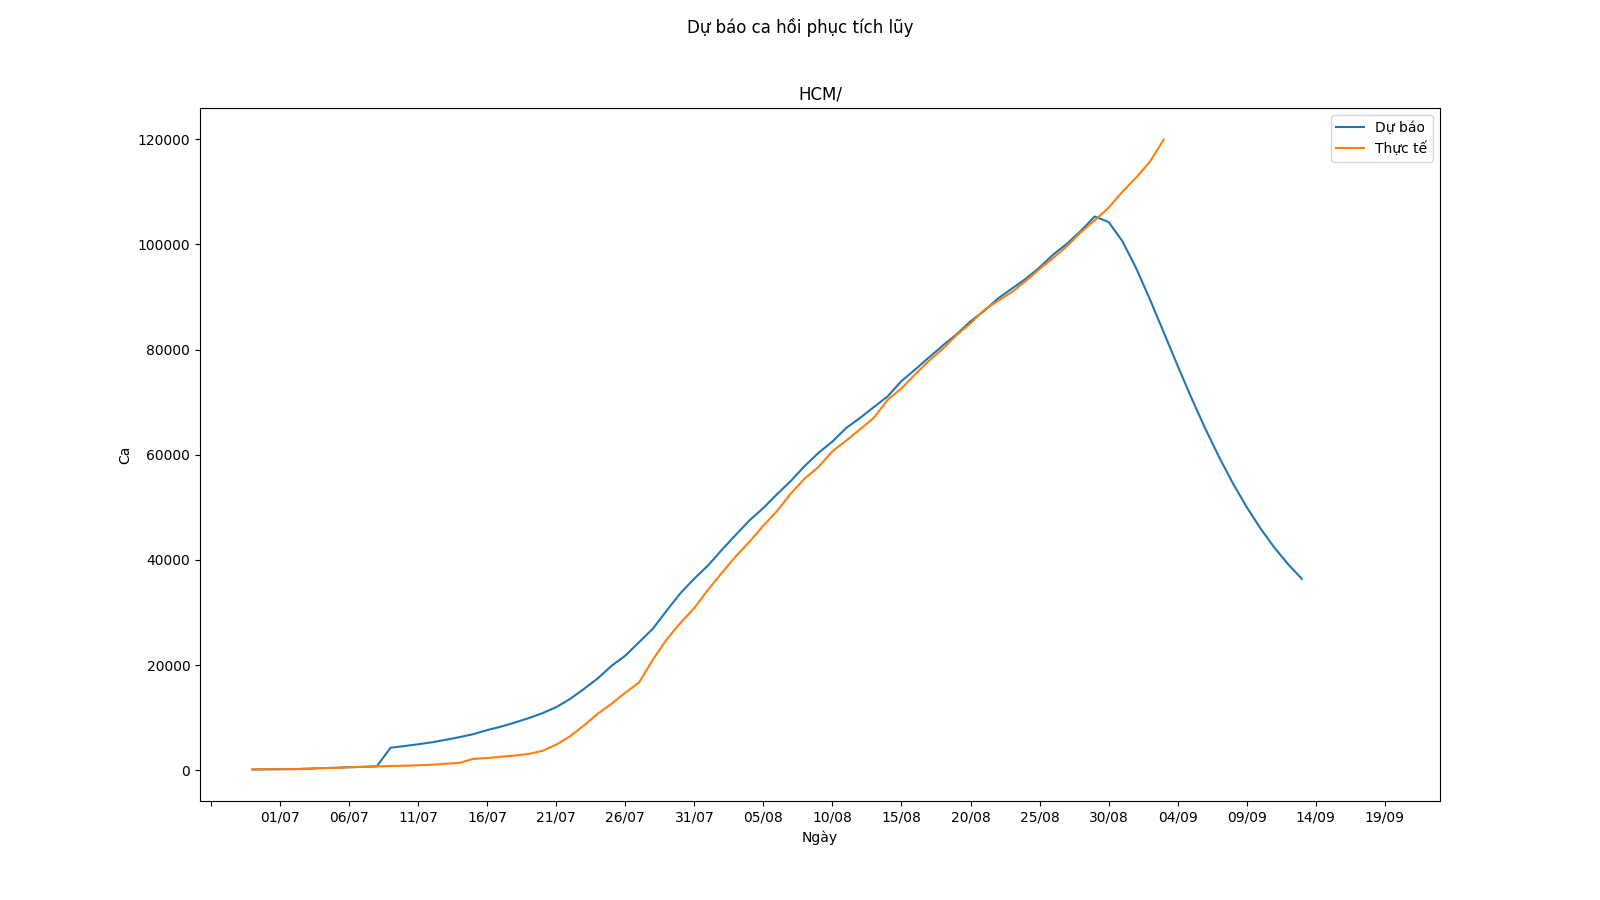 Dự báo ca hồi phục tích lũy
HCM/
Dự báo
Thực tế
120000
100000
80000
60000
40000
20000
0
Ca
01/07 06/07 11/07 16/07 21/07 26/07 31/07 05/08 10/08 15/08 20/08 25/08 30/08 04/09 09/09 14/09 19/09
Ngày